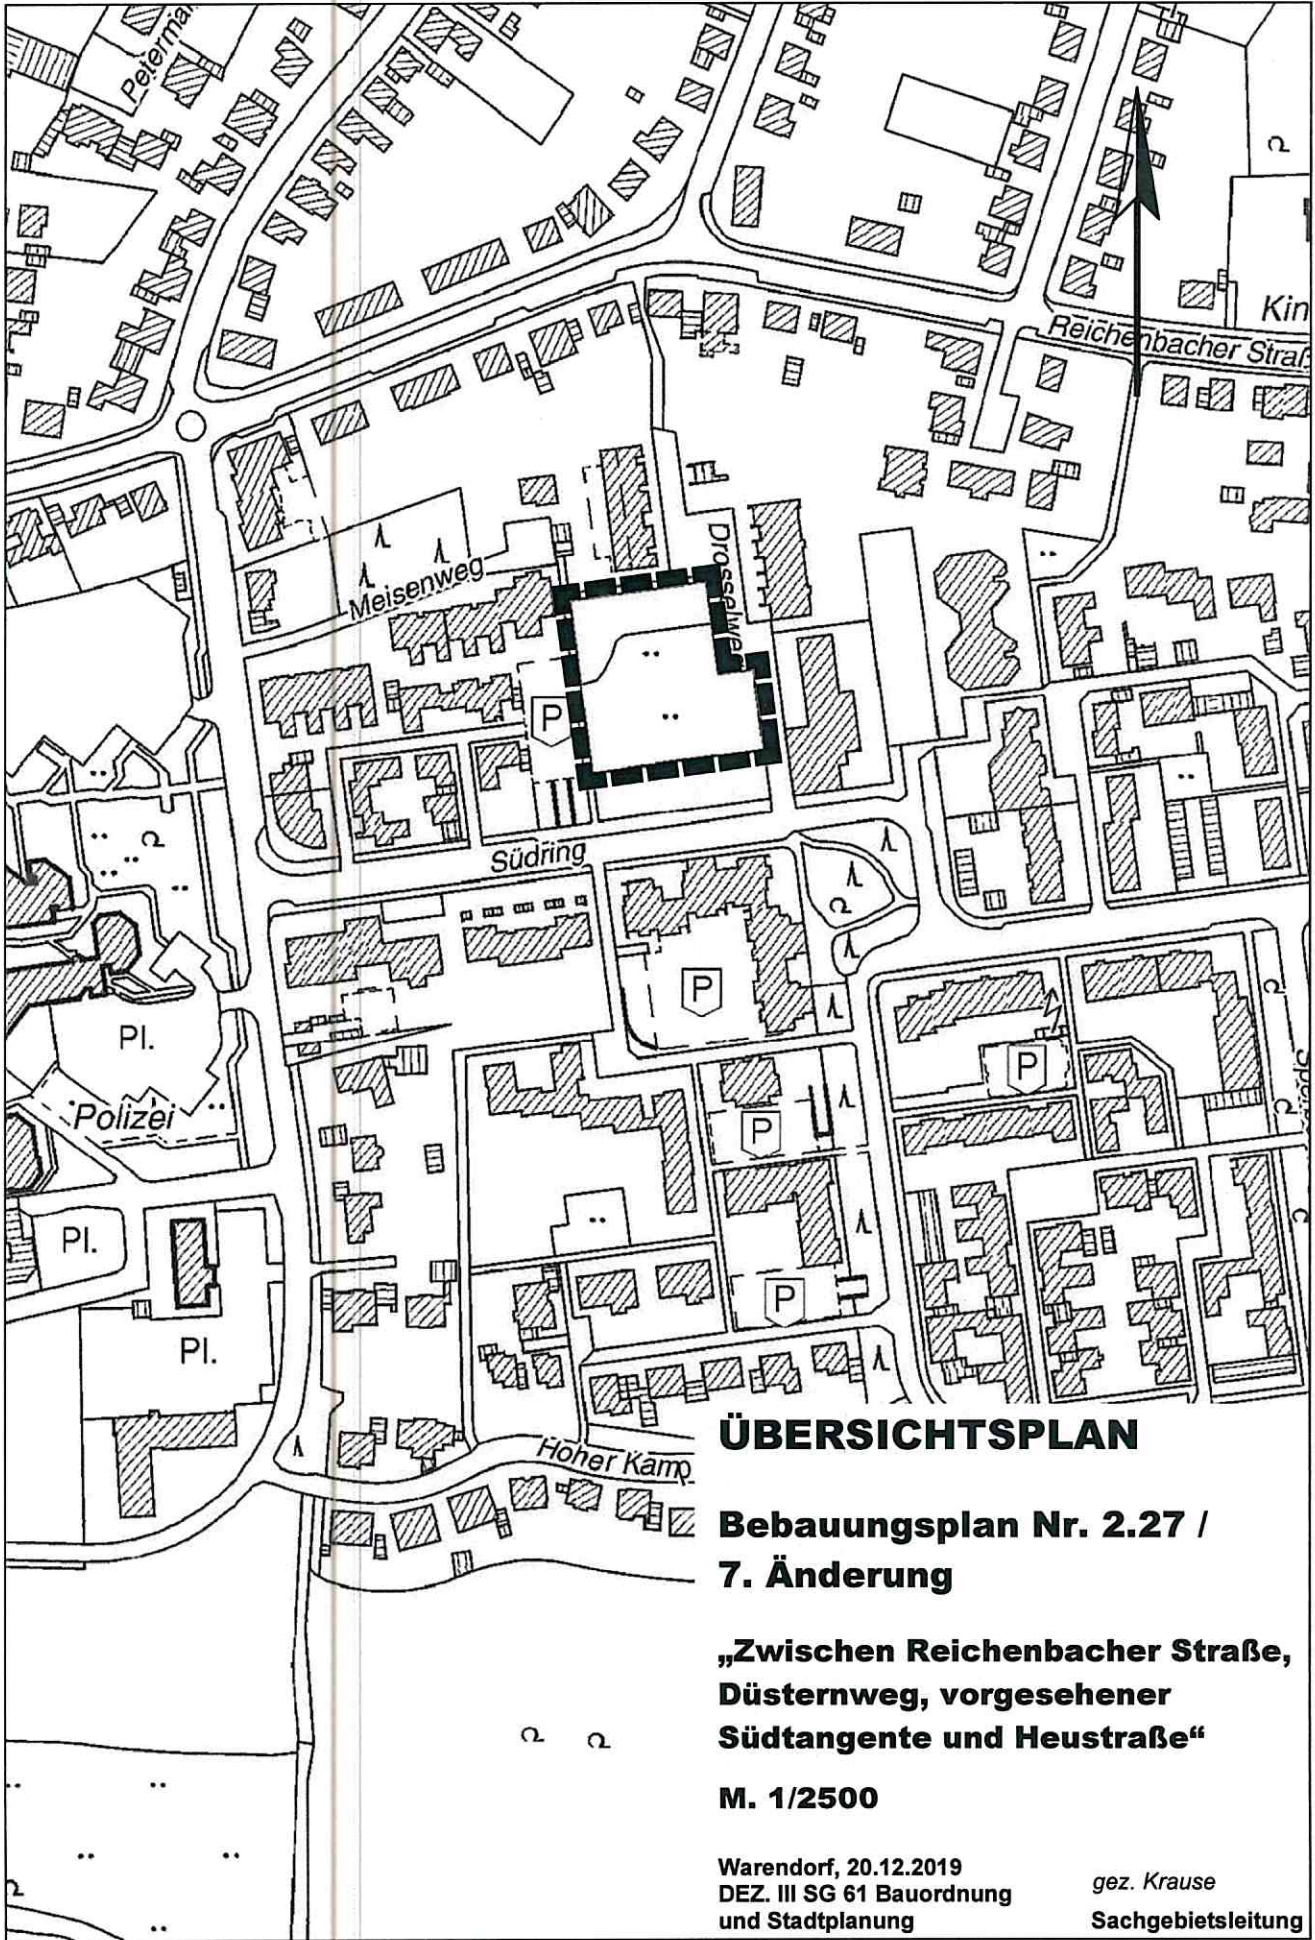 Kin
Reichenbacher Straß
Drosselweg
Meisenweg
P
Südring
P
Pl.
P
Polizei
P
Pl.
P
Pl.
Hoher Kamp
ÜBERSICHTSPLAN
Bebauungsplan Nr. 2.27 /
7. Änderung
„Zwischen Reichenbacher Straße,
Düsternweg, vorgesehener
Südtangente und Heustraße“
M. 1/2500
Warendorf, 20.12.2019
DEZ. III SG 61 Bauordnung
und Stadtplanung
gez. Krause
Sachgebietsleitung